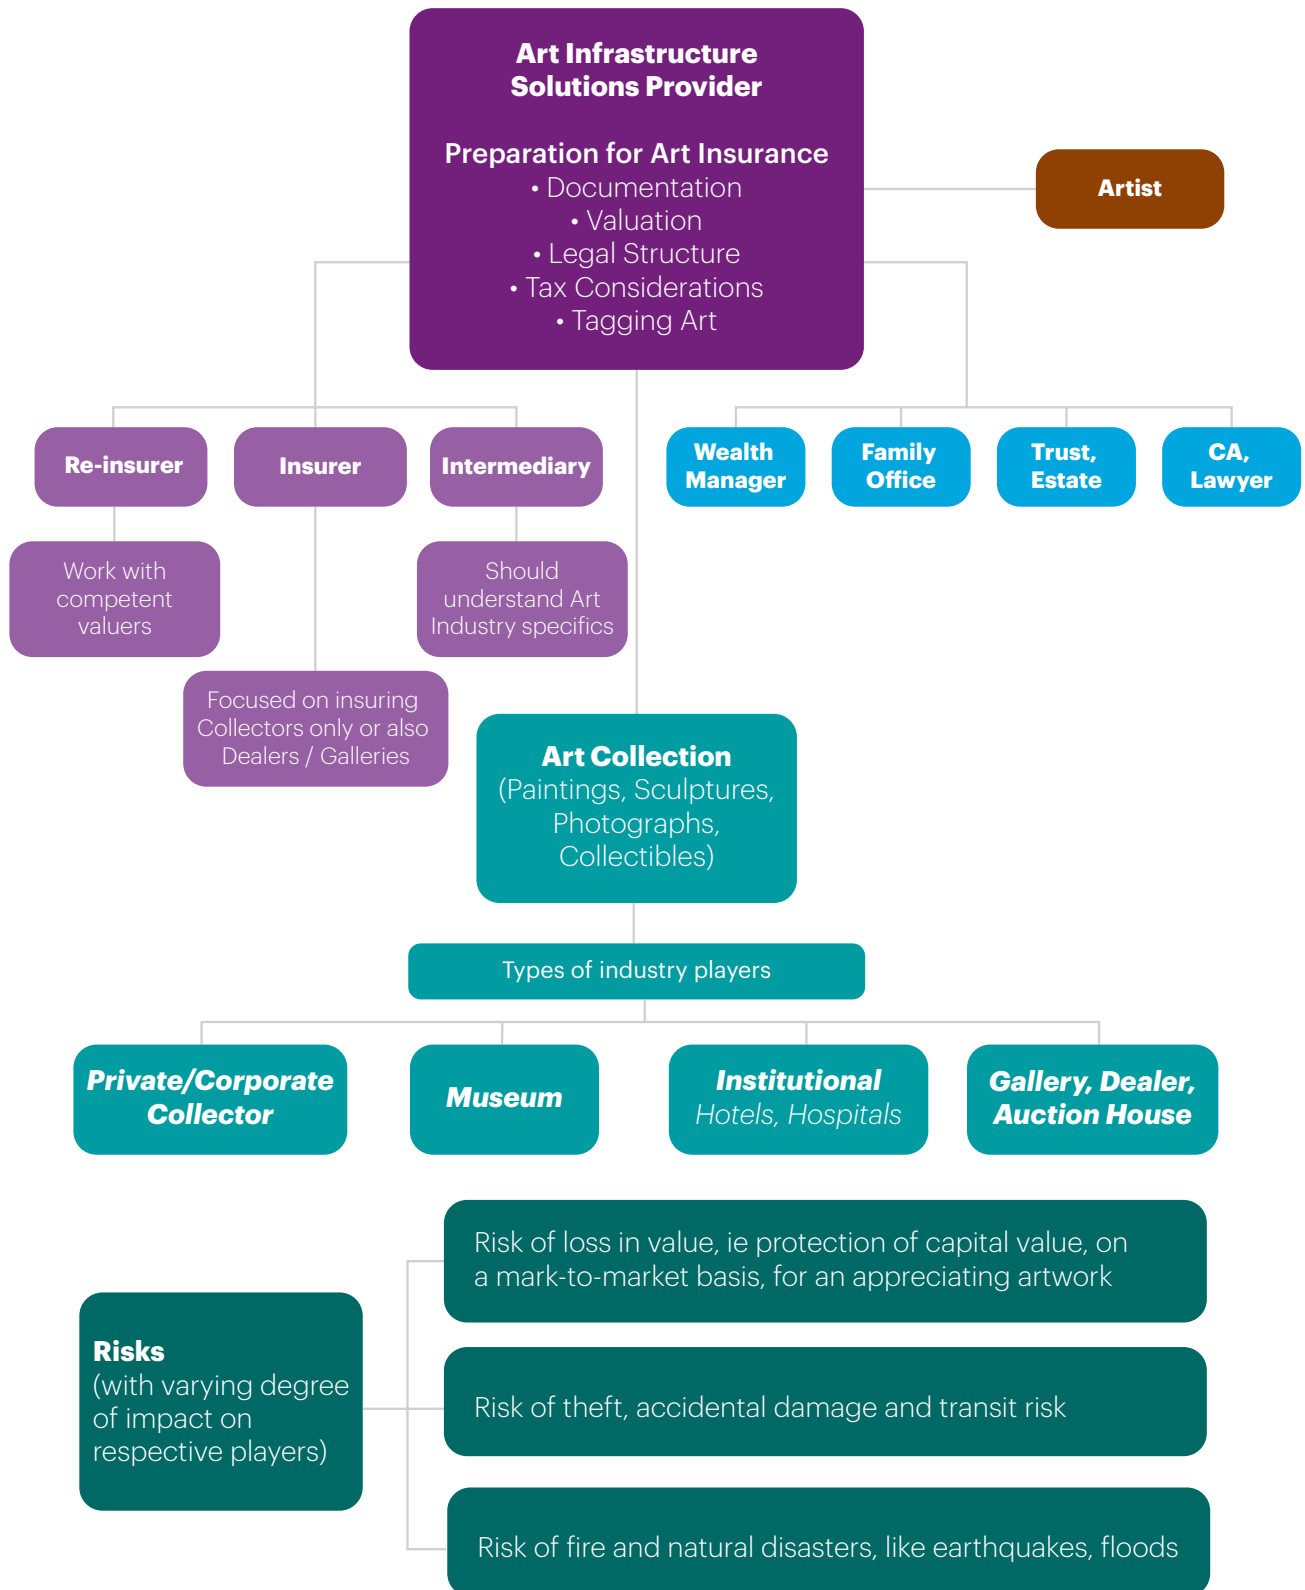 Art Infrastructure
Solutions Provider
Preparation for Art Insurance
• Documentation
• Valuation
• Legal Structure
• Tax Considerations
• Tagging Art
Artist
Re-insurer
Insurer
Intermediary
Wealth
Manager
Family
Office
Trust,
Estate
CA,
Lawyer
Work with
competent
valuers
Should
understand Art
Industry specifics
Focused on insuring
Collectors only or also
Dealers / Galleries
Art Collection
(Paintings, Sculptures,
Photographs,
Collectibles)
Types of industry players
Private/Corporate
Collector
Museum
Institutional
Hotels, Hospitals
Gallery, Dealer,
Auction House
Risks
(with varying degree
of impact on
respective players)
Risk of loss in value, ie protection of capital value, on
a mark-to-market basis, for an appreciating artwork
Risk of theft, accidental damage and transit risk
Risk of fire and natural disasters, like earthquakes, floods